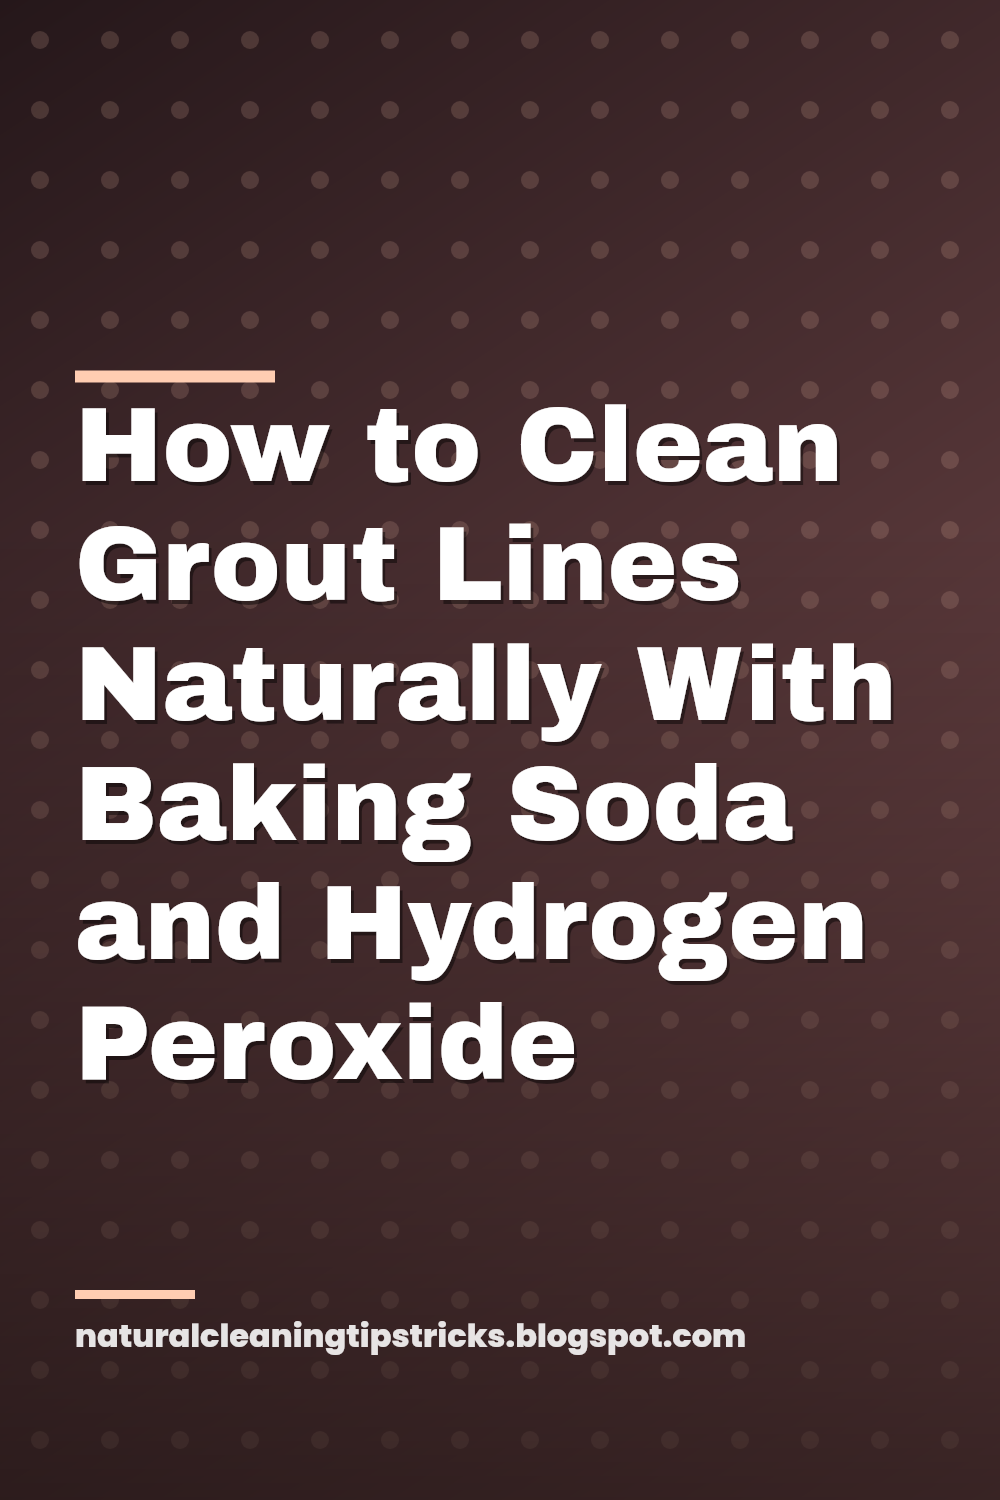 How to Clean
Grout Lines
Naturally With
Baking Soda
and Hydrogen
Peroxide
naturalcleaningtipstricks.blogspot.com